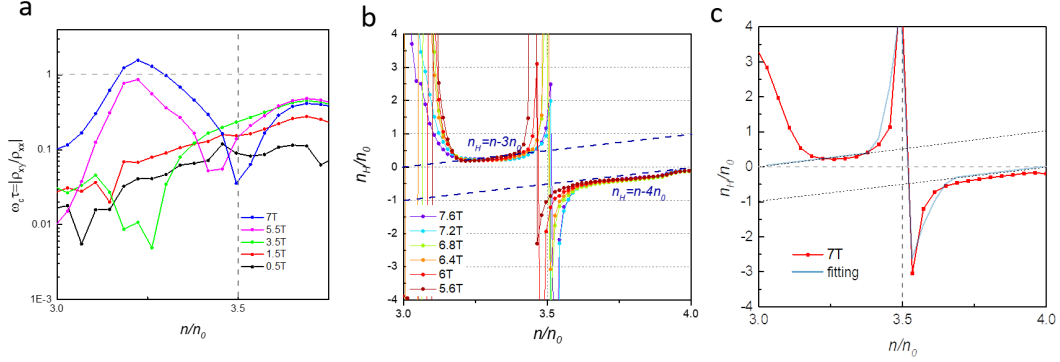 a
ω_cτ=|ρ_xy/ρ_xx|
1
0.1
0.01
1E-3
7T
5.5T
3.5T
1.5T
0.5T
3.0
3.5
n/n_0
b
n_H/n_0
4
3
2
1
0
-1
-2
-3
-4
n_H=n-3n_0
n_H=n-4n_0
7.6T
7.2T
6.8T
6.4T
6T
5.6T
3.0
3.5
4.0
n/n_0
c
n_H/n_0
4
3
2
1
0
-1
-2
-3
-4
7T
fitting
3.0
3.5
4.0
n/n_0